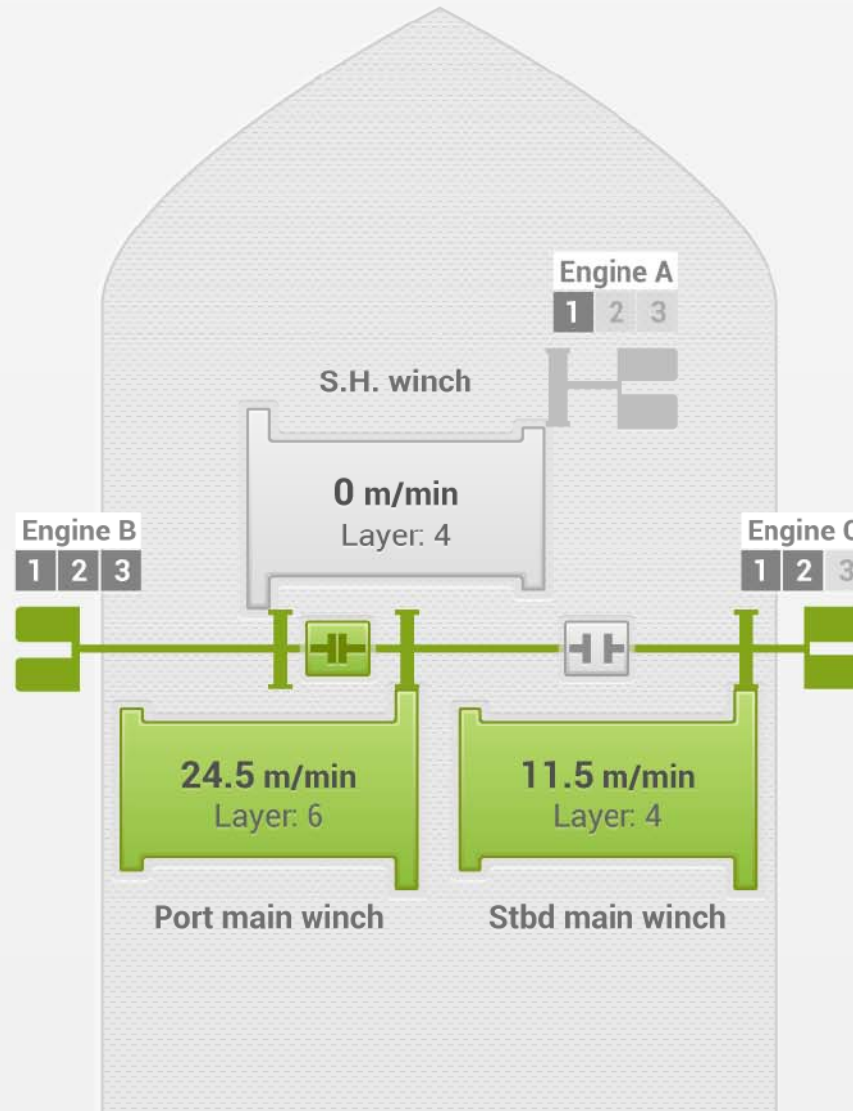 Engine A
1 2 3
S.H. winch
0 m/min
Layer: 4
Engine B
1 2 3
Engine C
1 2 3
24.5 m/min
Layer: 6
11.5 m/min
Layer: 4
Port main winch
Stbd main winch